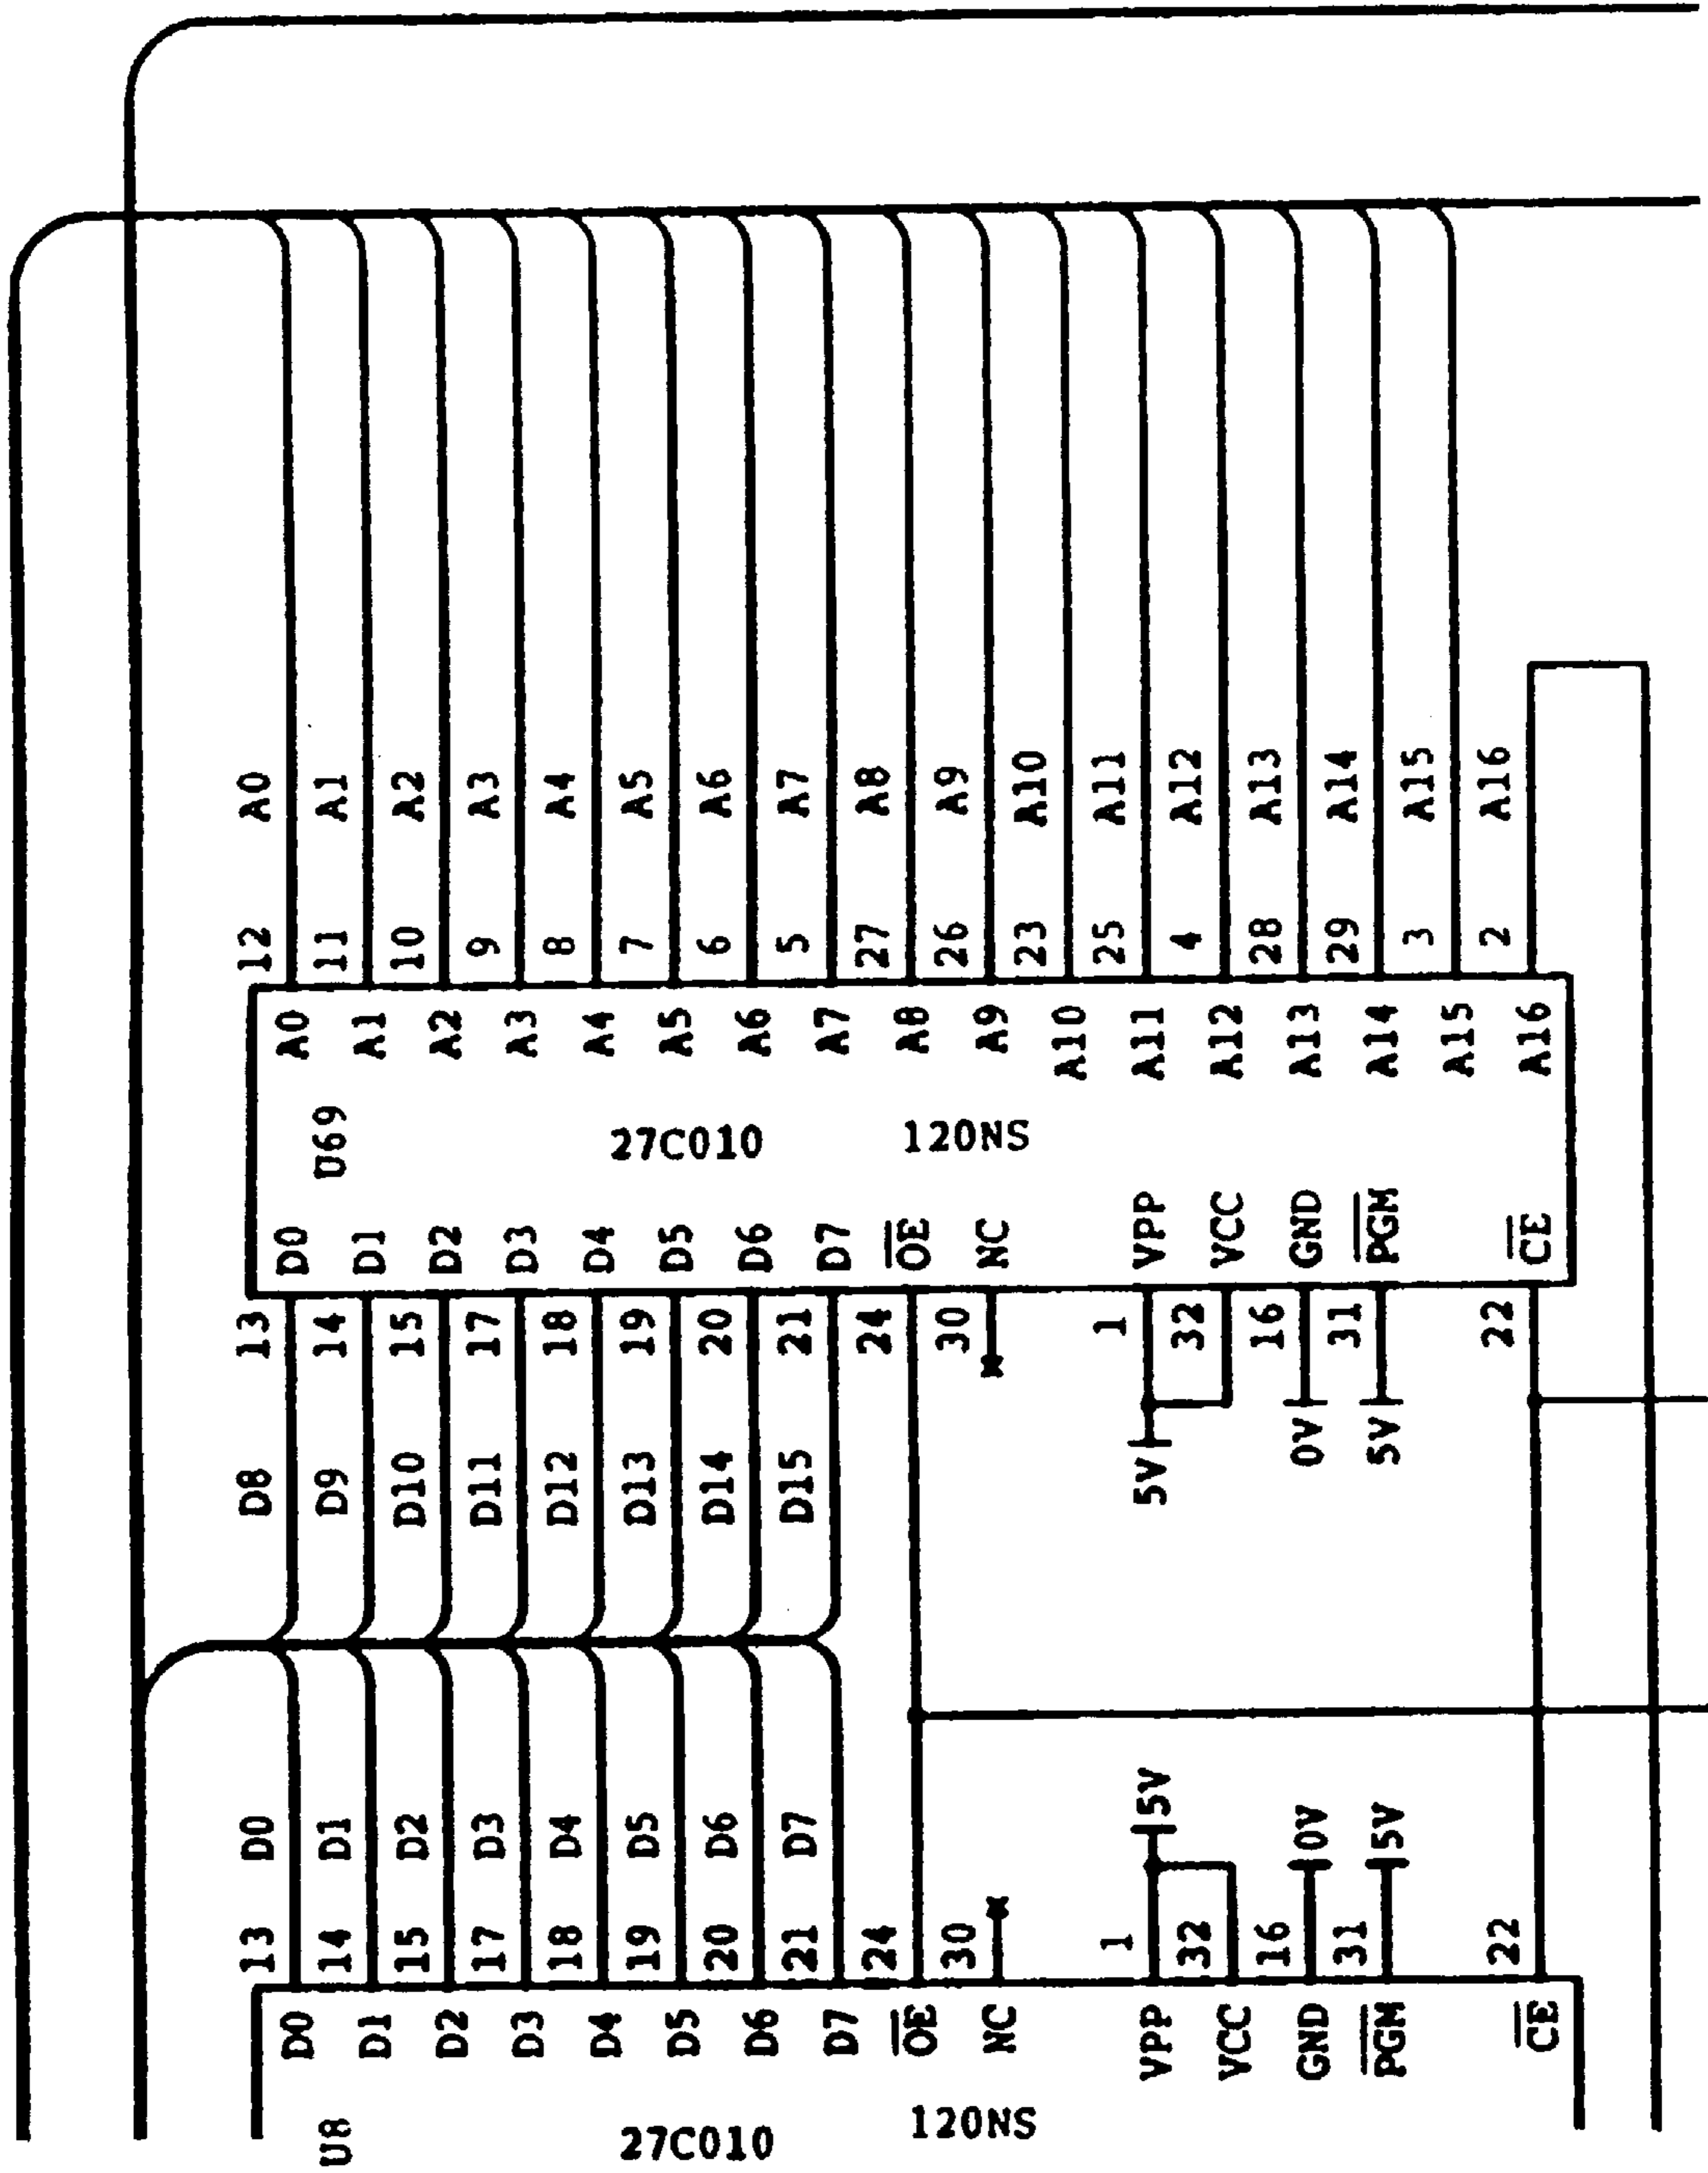 13 D0 D8 13 12 A0
D0 D0 A0
U8 14 D1 D9 14 U69 11 A1
D1 D1 A1
15 D2 D10 15 10 A2
D2 D2 A2
17 D3 D11 17 9 A3
D3 D3 A3
18 D4 D12 18 8 A4
D4 D4 A4
19 D5 D13 19 7 A5
D5 D5 A5
27C010 27C010
20 D6 D14 20 6 A6
D6 D6 A6
21 D7 D15 21 5 A7
D7 D7 A7
24 24 27 A8
OE OE A8
120NS 30 30 120NS 26 A9
NC NC A9
23 A10
A10
1 1 25 A11
VPP 5V 5V VPP A11
32 32 4 A12
VCC VCC A12
16 16 28 A13
GND 0V 0V GND A13
31 31 29 A14
PGM 5V 5V PGM A14
3 A15
A15
22 22 2 A16
CE CE A16